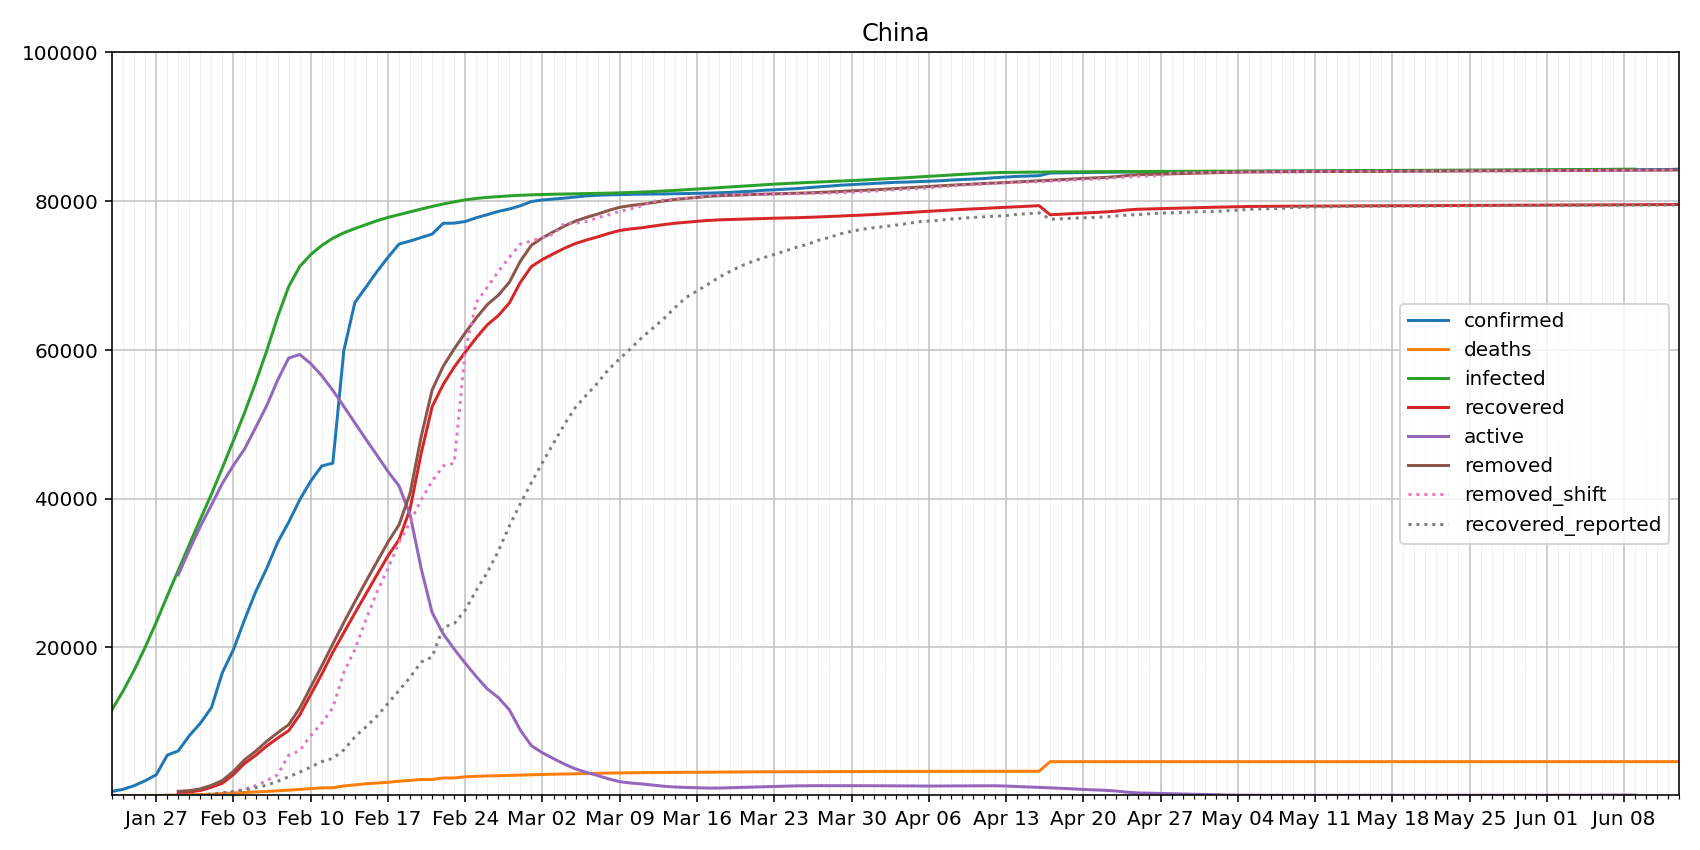 China
100000
80000
60000
40000
20000
confirmed
deaths
infected
recovered
active
removed
removed_shift
recovered_reported
Jan 27 Feb 03 Feb 10 Feb 17 Feb 24 Mar 02 Mar 09 Mar 16 Mar 23 Mar 30 Apr 06 Apr 13 Apr 20 Apr 27 May 04 May 11 May 18 May 25 Jun 01 Jun 08